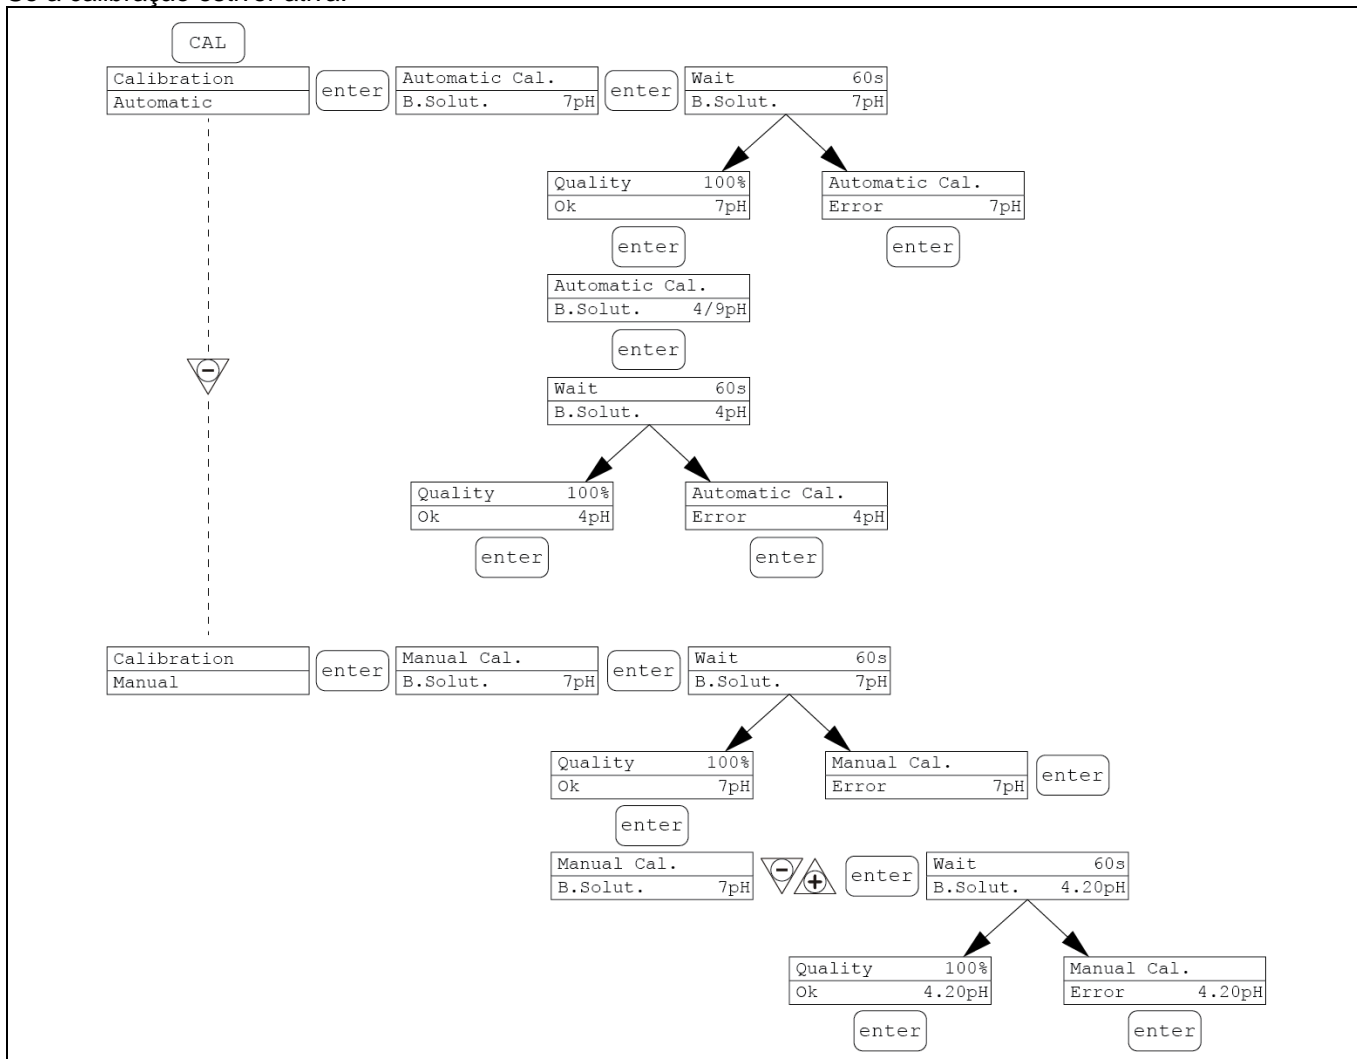 Se a calibração estiver ativa:
CAL
Calibration
Automatic
enter
Automatic Cal.
B.Solut. 7pH
enter
Wait 60s
B.Solut. 7pH
Quality 100%
Ok 7pH
enter
Automatic Cal.
Error 7pH
enter
Automatic Cal.
B.Solut. 4/9pH
enter
Wait 60s
B.Solut. 4pH
Quality 100%
Ok 4pH
enter
Automatic Cal.
Error 4pH
enter
Calibration
Manual
enter
Manual Cal.
B.Solut. 7pH
enter
Wait 60s
B.Solut. 7pH
Quality 100%
Ok 7pH
enter
Manual Cal.
Error 7pH
enter
Manual Cal.
B.Solut. 7pH
enter
Wait 60s
B.Solut. 4.20pH
Quality 100%
Ok 4.20pH
enter
Manual Cal.
Error 4.20pH
enter